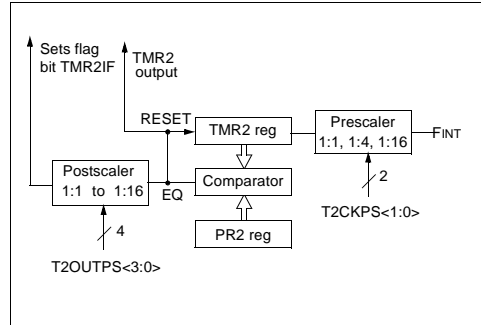 Sets flag
bit TMR2IF
TMR2
output
RESET
TMR2 reg
Prescaler
1:1, 1:4, 1:16
FINT
Postscaler
1:1 to 1:16
EQ
Comparator
2
T2CKPS<1:0>
4
PR2 reg
T2OUTPS<3:0>